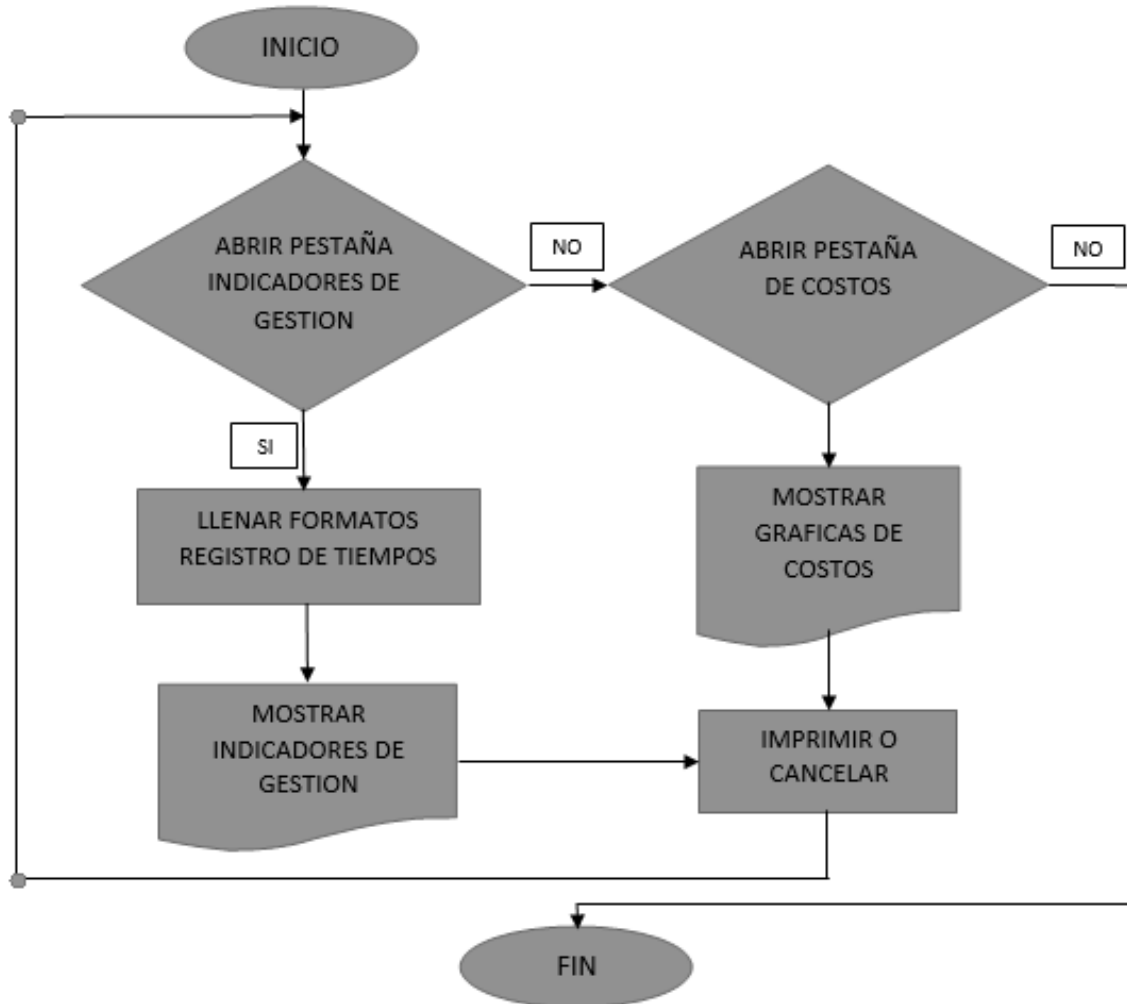 INICIO
ABRIR PESTAÑA
INDICADORES DE
GESTION
NO
ABRIR PESTAÑA
DE COSTOS
NO
SI
LLENAR FORMATOS
REGISTRO DE TIEMPOS
MOSTRAR
GRAFICAS DE
COSTOS
MOSTRAR
INDICADORES DE
GESTION
IMPRIMIR O
CANCELAR
FIN